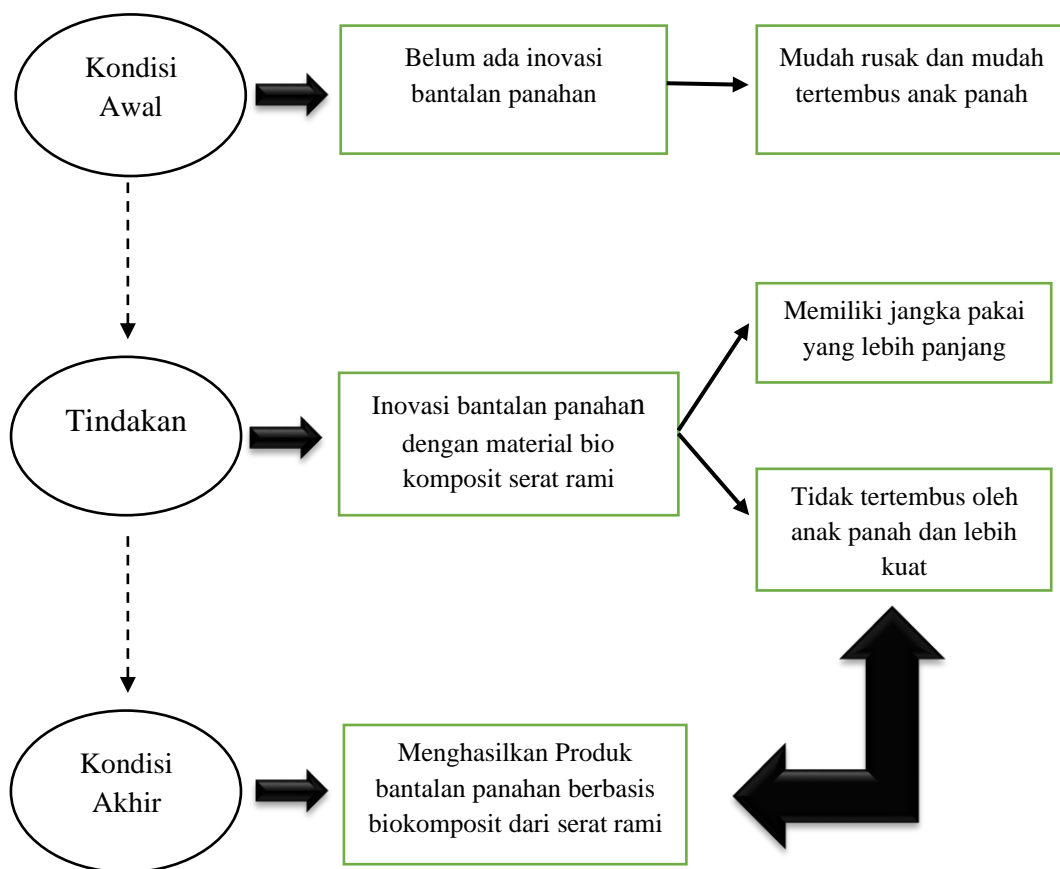 Kondisi
Awal
Belum ada inovasi
bantalan panahan
Mudah rusak dan mudah
tertembus anak panah
Tindakan
Inovasi bantalan panahan
dengan material bio
komposit serat rami
Memiliki jangka pakai
yang lebih panjang
Tidak tertembus oleh
anak panah dan lebih
kuat
Kondisi
Akhir
Menghasilkan Produk
bantalan panahan berbasis
biokomposit dari serat rami